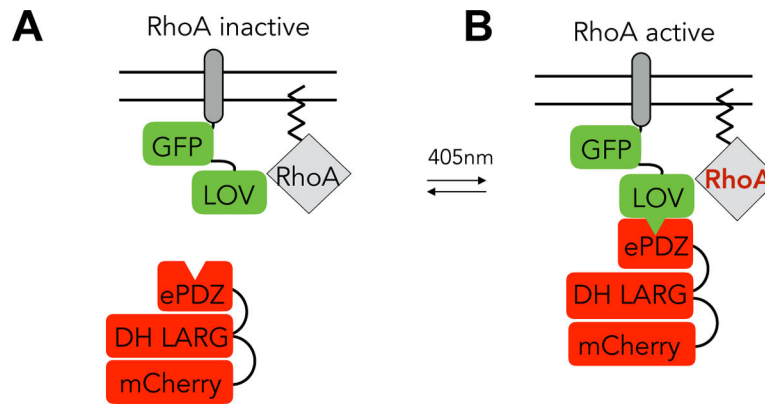 A
RhoA inactive
GFP
LOV
RhoA
ePDZ
DH LARG
mCherry
405nm
B
RhoA active
GFP
LOV
RhoA
ePDZ
DH LARG
mCherry